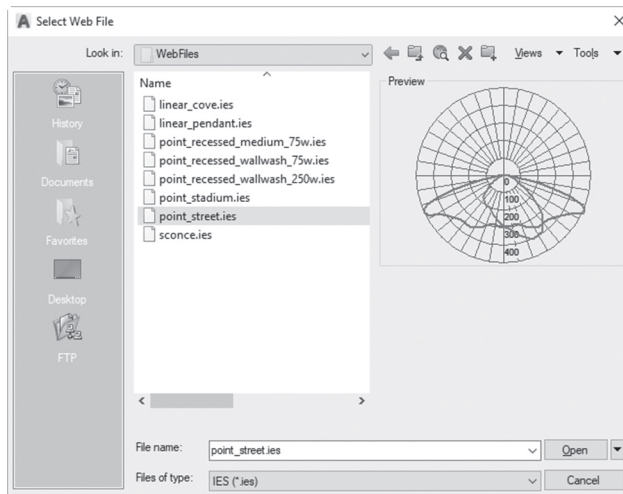 Select Web File
Look in: WebFiles Views Tools
History
Documents
Favorites
Desktop
FTP
Name
linear_cove.ies
linear_pendant.ies
point_recessed_medium_75w.ies
point_recessed_wallwash_75w.ies
point_recessed_wallwash_250w.ies
point_stadium.ies
point_street.ies
sconce.ies
Preview
0
100
200
300
400
File name: point_street.ies Open
Files of type: IES (*.ies) Cancel